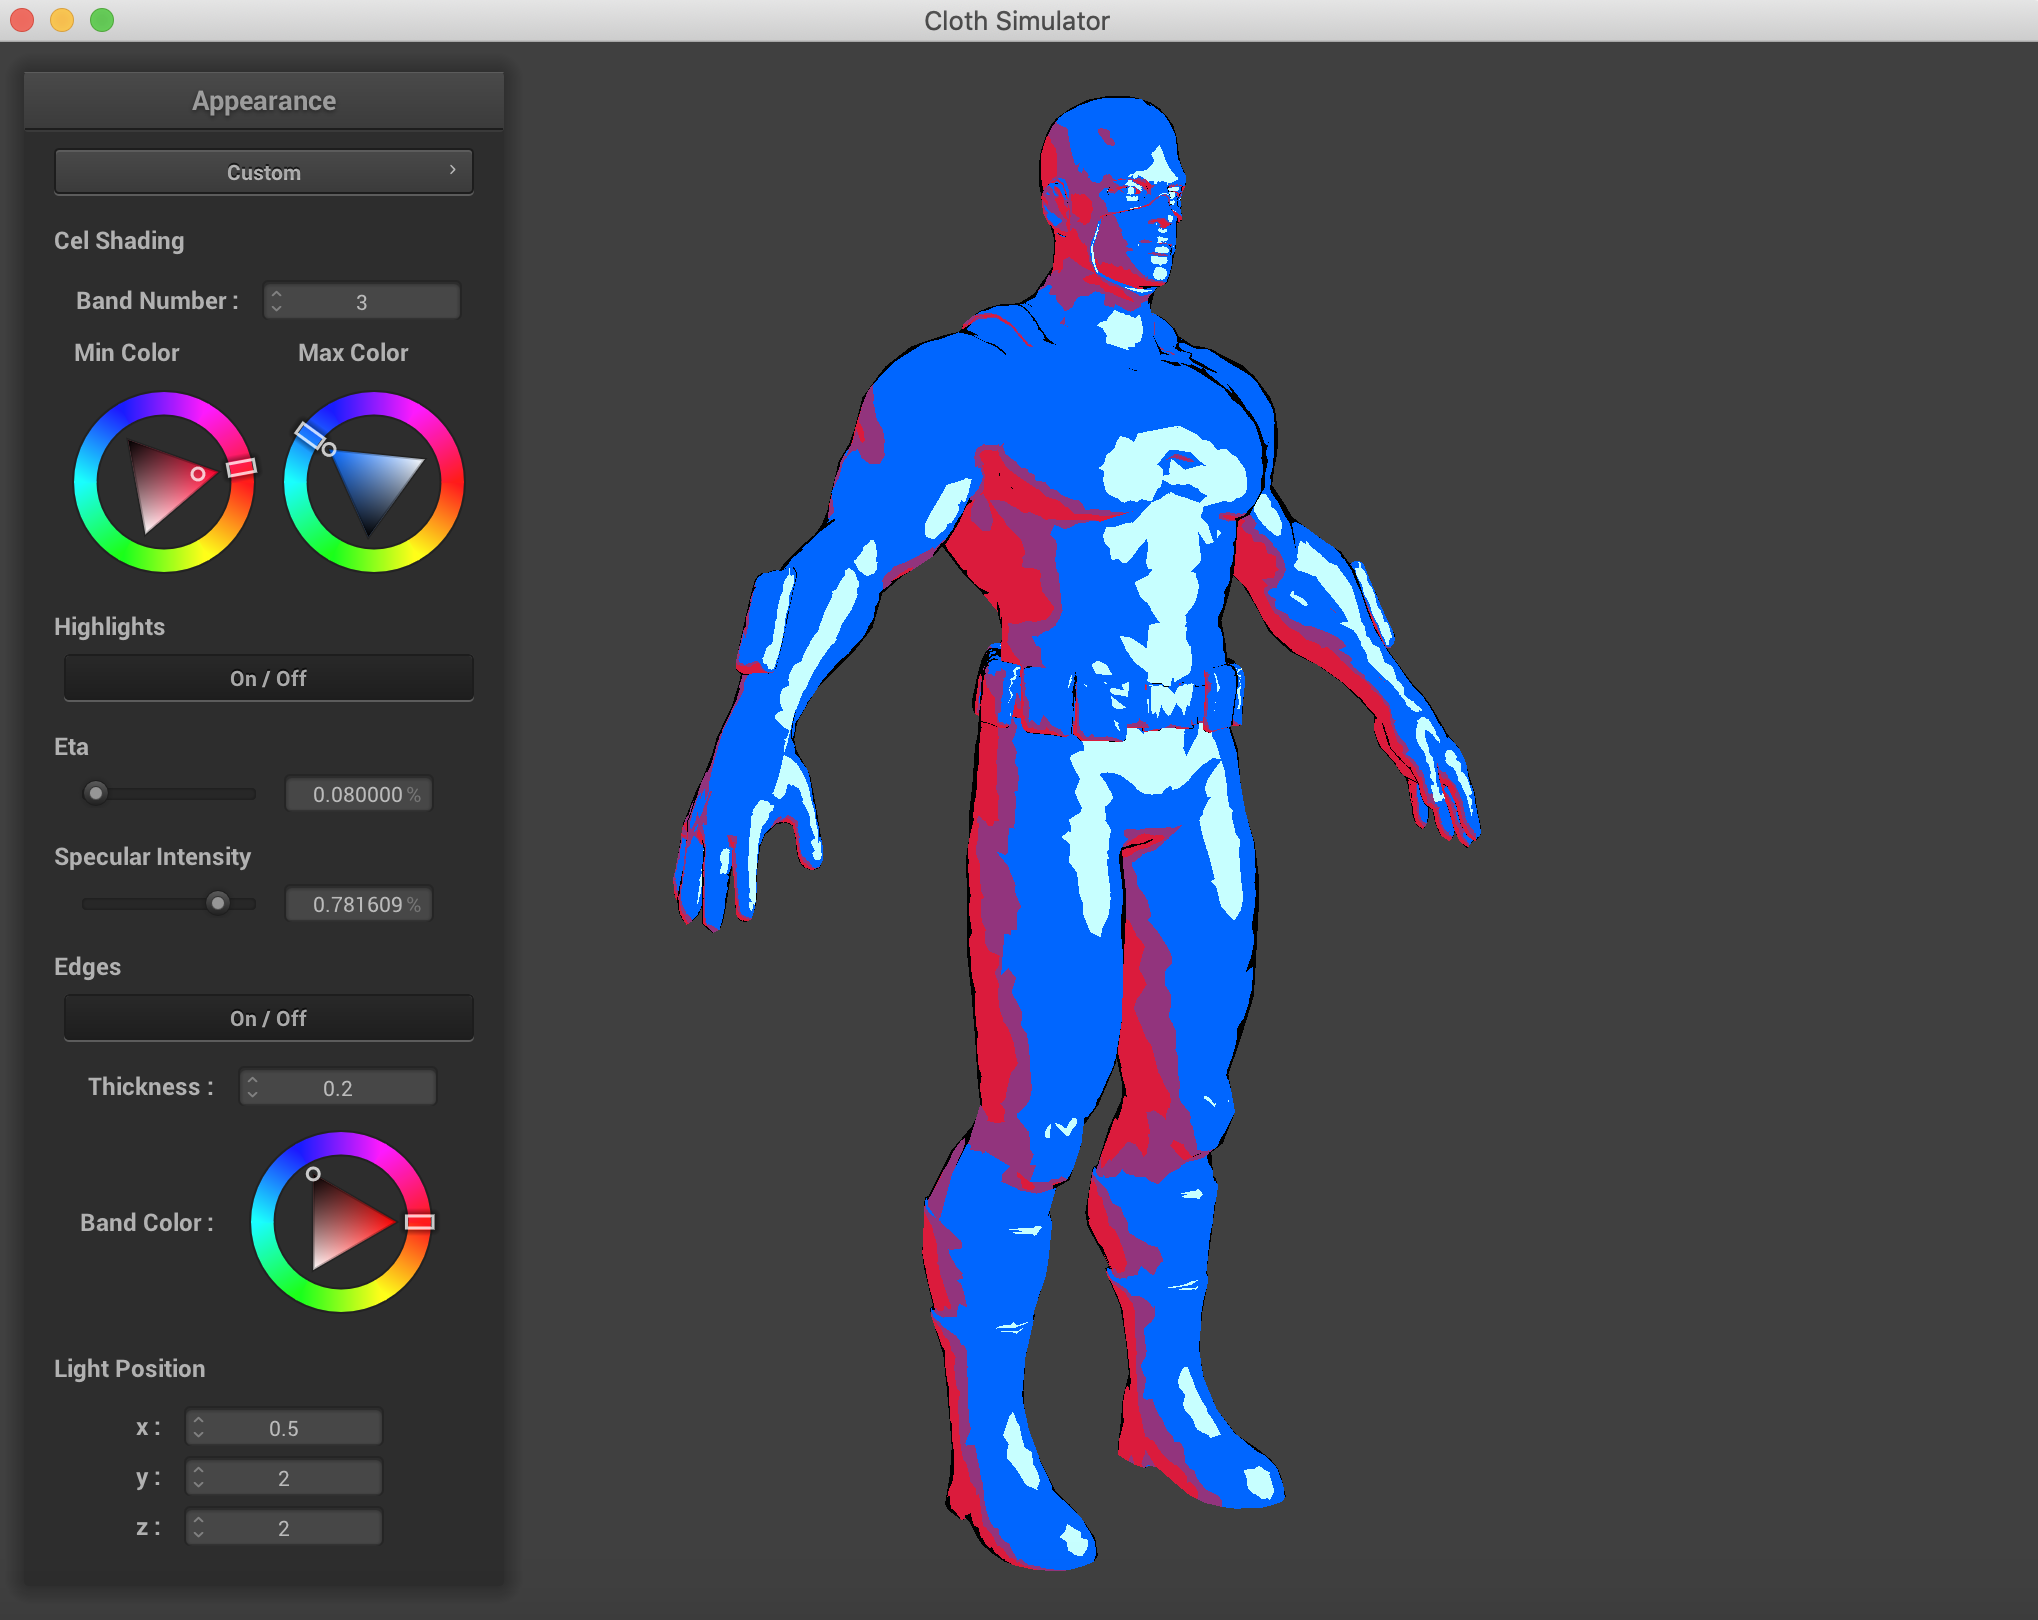 Cloth Simulator
Appearance
Custom
Cel Shading
Band Number : 3
Min Color Max Color
Highlights
On / Off
Eta
0.080000 %
Specular Intensity
0.781609 %
Edges
On / Off
Thickness : 0.2
Band Color :
Light Position
x : 0.5
y : 2
z : 2